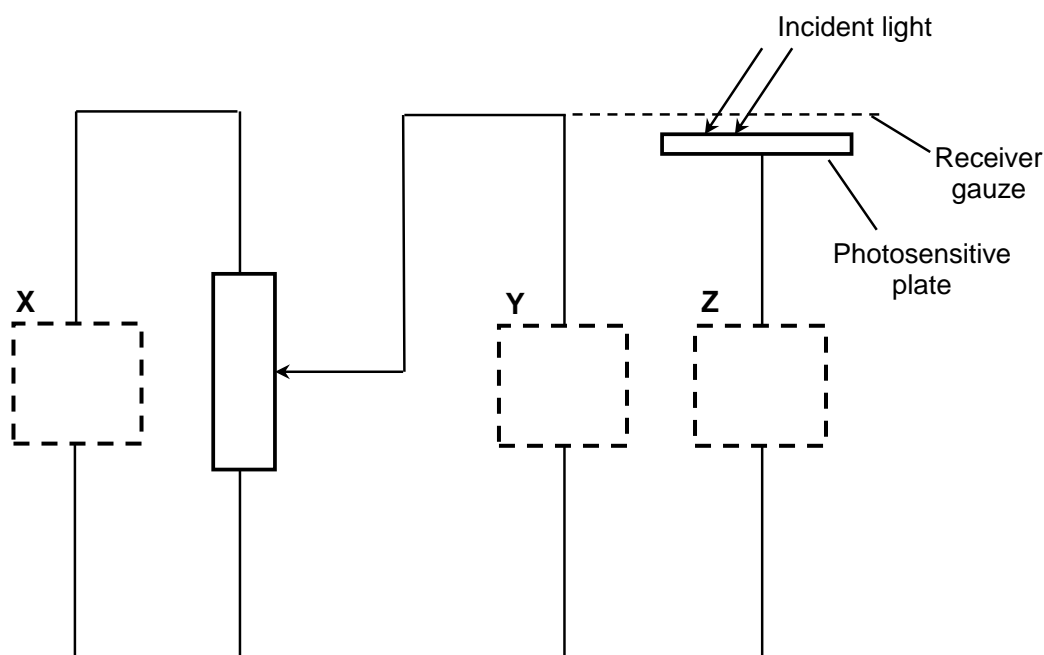 Incident light
Receiver
gauze
Photosensitive
plate
X
Y
Z